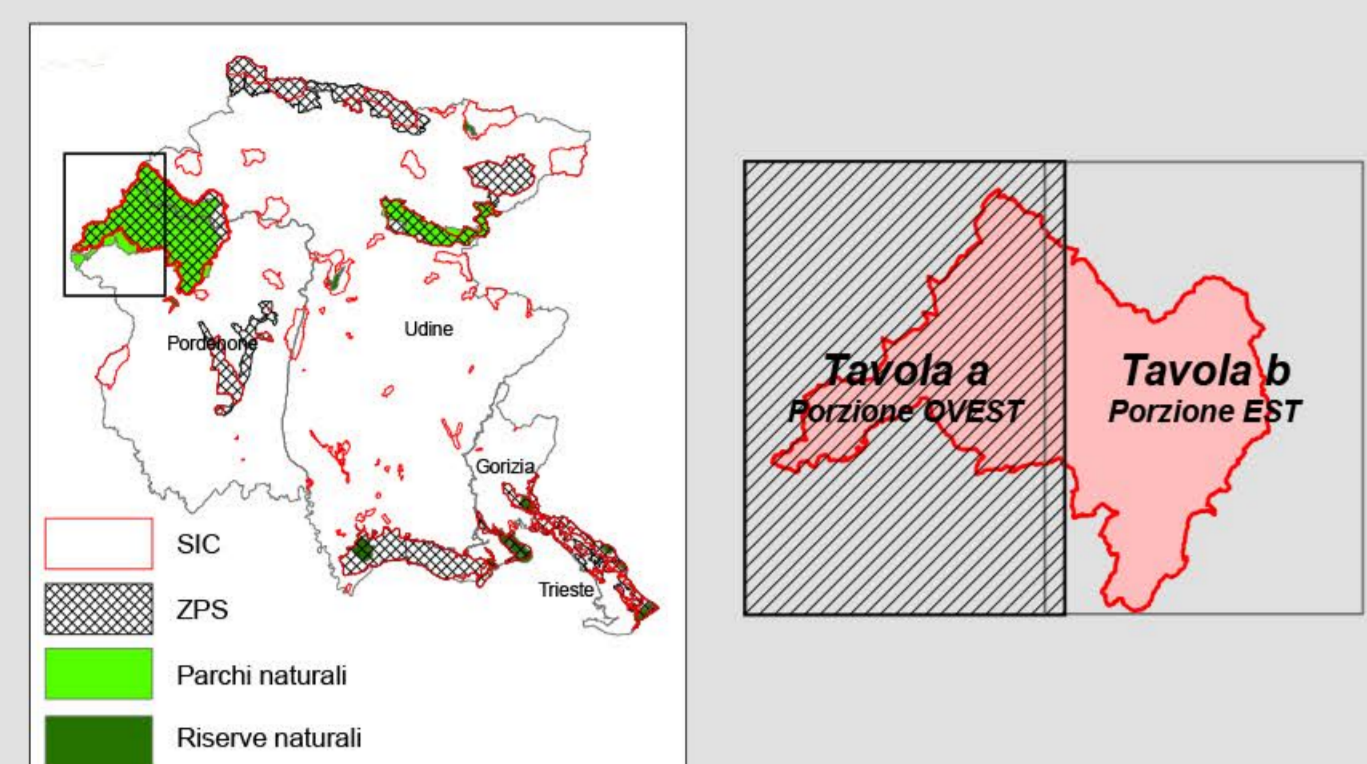 Udine
Pordenone
Gorizia
Trieste
SIC
ZPS
Parchi naturali
Riserve naturali
Tavola a
Porzione OVEST
Tavola b
Porzione EST